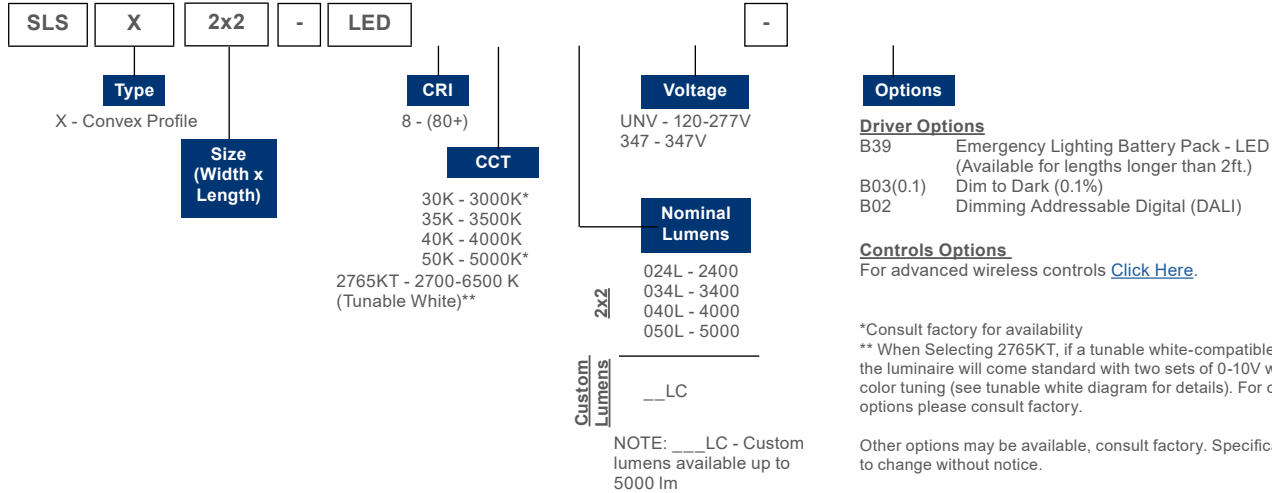 SLS X 2x2 - LED -
Type
X - Convex Profile
Size
(Width x
Length)
CRI
8 - (80+)
CCT
30K - 3000K*
35K - 3500K
40K - 4000K
50K - 5000K*
2765KT - 2700-6500 K
(Tunable White)**
Voltage
UNV - 120-277V
347 - 347V
Nominal
Lumens
2x2
024L - 2400
034L - 3400
040L - 4000
050L - 5000
Custom
Lumens
__LC
NOTE: ___LC - Custom
lumens available up to
5000 lm
Options
Driver Options
B39 Emergency Lighting Battery Pack - LED
(Available for lengths longer than 2ft.)
B03(0.1) Dim to Dark (0.1%)
B02 Dimming Addressable Digital (DALI)
Controls Options
For advanced wireless controls Click Here.
*Consult factory for availability
** When Selecting 2765KT, if a tunable white-compatible
the luminaire will come standard with two sets of 0-10V
color tuning (see tunable white diagram for details). For
options please consult factory.
Other options may be available, consult factory.
to change without notice.